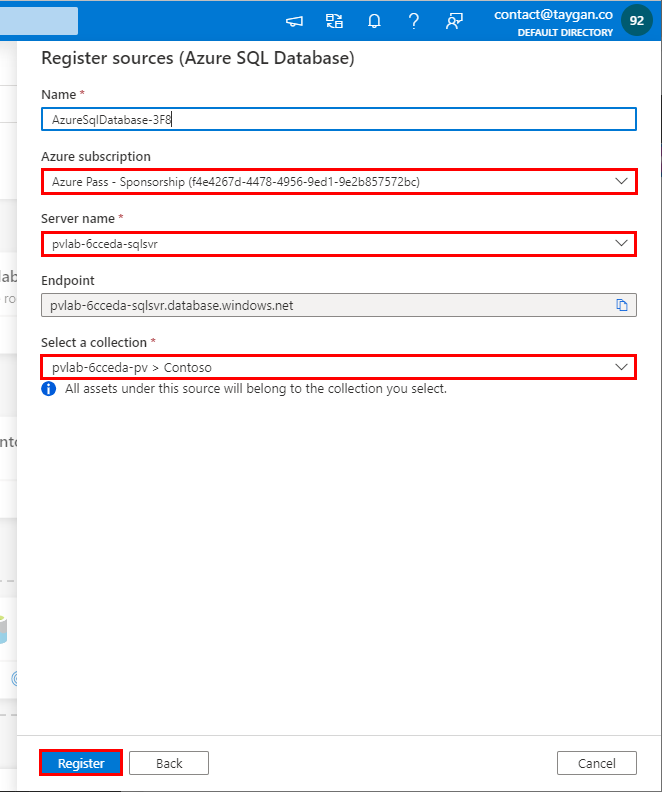 contact@taygan.co
DEFAULT DIRECTORY
92
Register sources (Azure SQL Database)
Name *
AzureSqlDatabase-3F8
Azure subscription
Azure Pass - Sponsorship (f4e4267d-4478-4956-9ed1-9e2b857572bc)
Server name *
pvlab-6cceda-sqlsvr
Endpoint
pvlab-6cceda-sqlsvr.database.windows.net
Select a collection *
pvlab-6cceda-pv > Contoso
All assets under this source will belong to the collection you select.
lab
ro
nto
Register
Back
Cancel